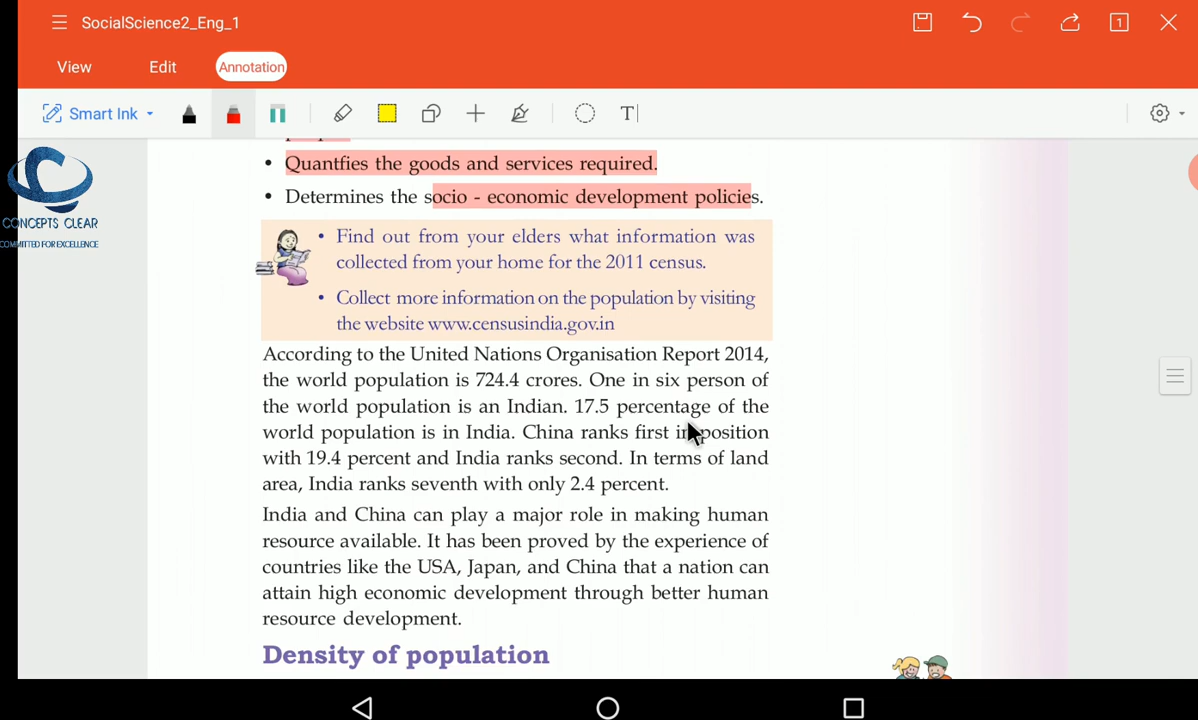 SocialScience2_Eng_1
1
View Edit Annotation
Smart Ink
T
CONCEPTS CLEAR
COMMITTED FOR EXCELLENCE
• Quantfies the goods and services required.
• Determines the socio - economic development policies.
• Find out from your elders what information was
collected from your home for the 2011 census.
• Collect more information on the population by visiting
the website www.censusindia.gov.in
According to the United Nations Organisation Report 2014,
the world population is 724.4 crores. One in six person of
the world population is an Indian. 17.5 percentage of the
world population is in India. China ranks first in position
with 19.4 percent and India ranks second. In terms of land
area, India ranks seventh with only 2.4 percent.
India and China can play a major role in making human
resource available. It has been proved by the experience of
countries like the USA, Japan, and China that a nation can
attain high economic development through better human
resource development.
Density of population